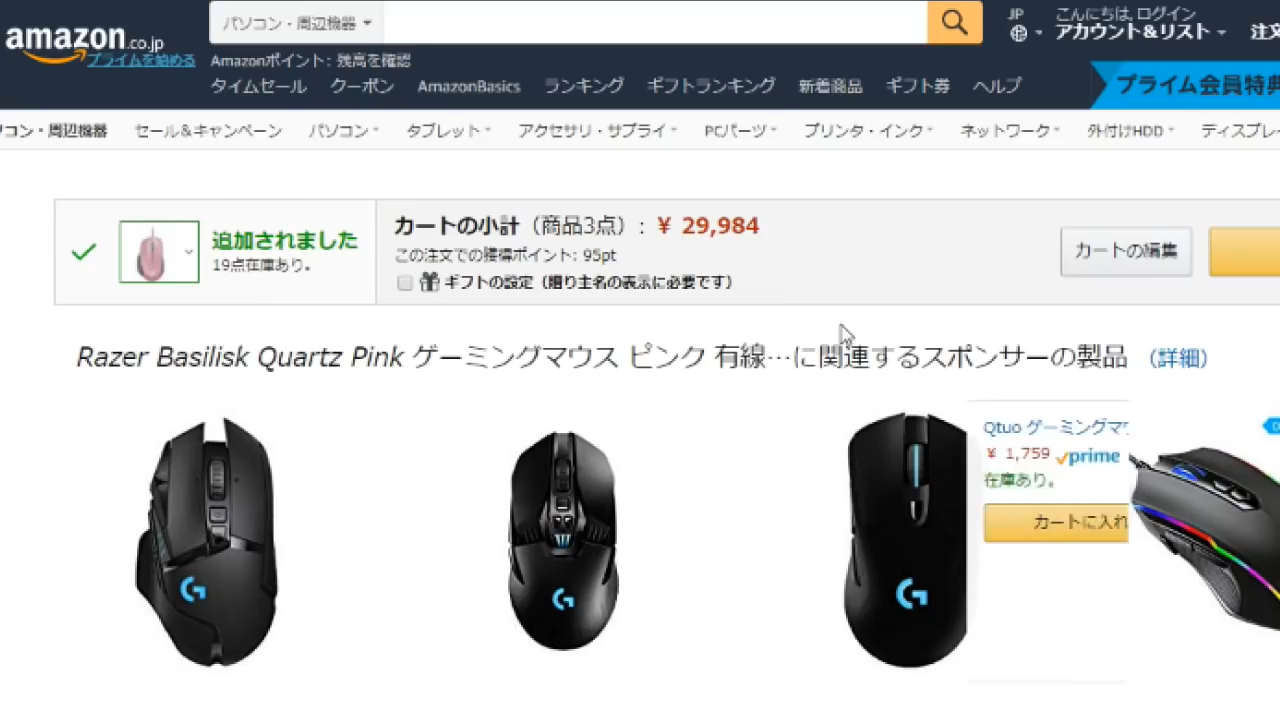 amazon.co.jp
プライムを始める
パソコン・周辺機器
JP
こんにちは, ログイン
アカウント&リスト
注文
Amazonポイント: 残高を確認
タイムセール クーポン AmazonBasics ランキング ギフトランキング 新着商品 ギフト券 ヘルプ
プライム会員特典
コン・周辺機器 セール&キャンペーン パソコン タブレット アクセサリ・サプライ PCパーツ プリンタ・インク ネットワーク 外付けHDD ディスプレ
追加されました
19点在庫あり。
カートの小計 (商品3点) : ¥ 29,984
この注文での獲得ポイント: 95pt
ギフトの設定 (贈り主名の表示に必要です)
カートの編集
Razer Basilisk Quartz Pink ゲーミングマウス ピンク 有線…に関連するスポンサーの製品 (詳細)
Qtuo ゲーミングマウ
¥ 1,759 prime
在庫あり。
カートに入れ